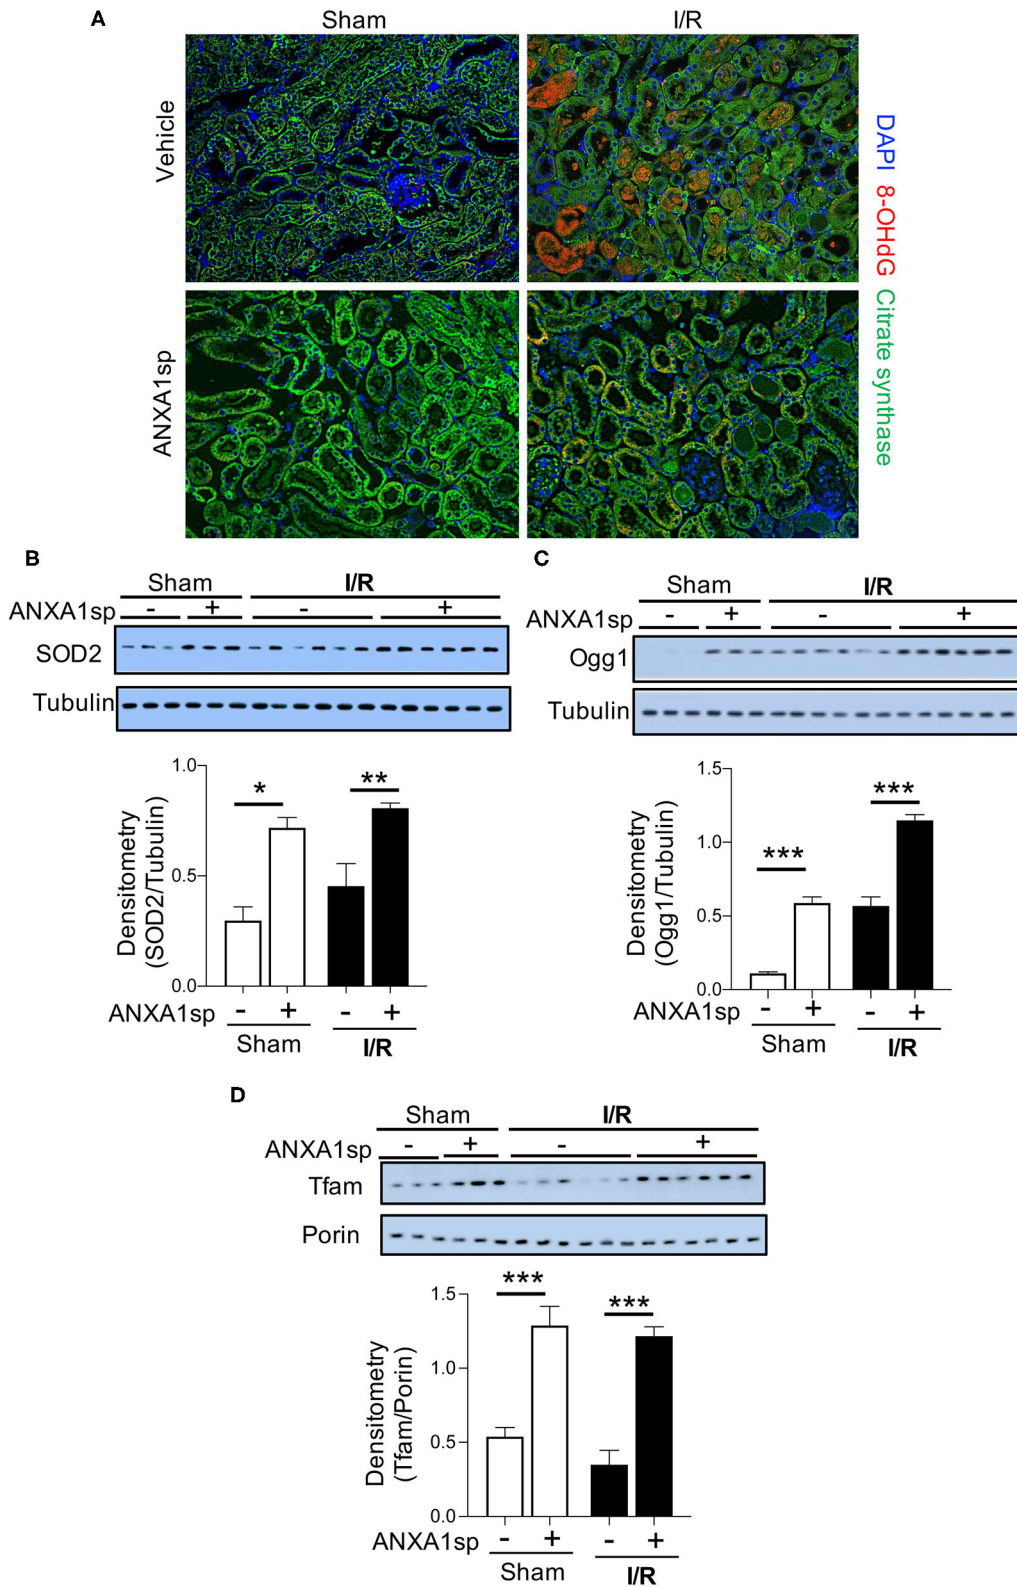 A
Sham I/R
Vehicle
ANXA1sp
DAPI 8-OHdG Citrate synthase
B
Sham I/R
ANXA1sp - + - +
SOD2
Tubulin
Densitometry
(SOD2/Tubulin)
1.0
0.5
0.0
* **
ANXA1sp - + - +
Sham I/R
C
Sham I/R
ANXA1sp - + - +
Ogg1
Tubulin
Densitometry
(Ogg1/Tubulin)
1.5
1.0
0.5
0.0
*** ***
ANXA1sp - + - +
Sham I/R
D
Sham I/R
ANXA1sp - + - +
Tfam
Porin
Densitometry
(Tfam/Porin)
1.5
1.0
0.5
0.0
*** ***
ANXA1sp - + - +
Sham I/R